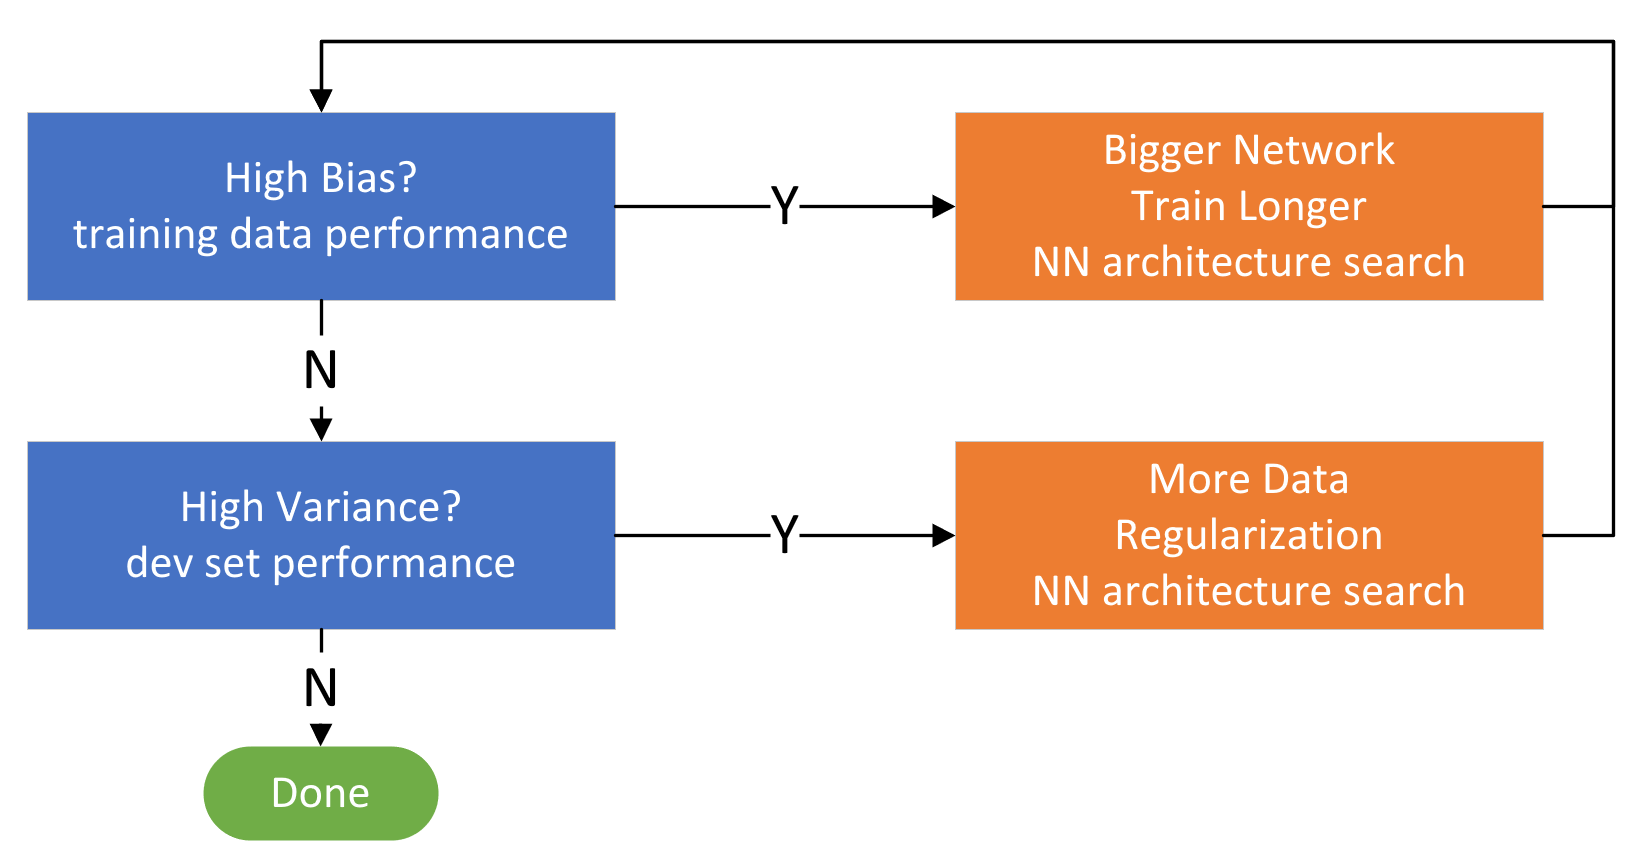 High Bias?
training data performance
Y
Bigger Network
Train Longer
NN architecture search
N
High Variance?
dev set performance
Y
More Data
Regularization
NN architecture search
N
Done